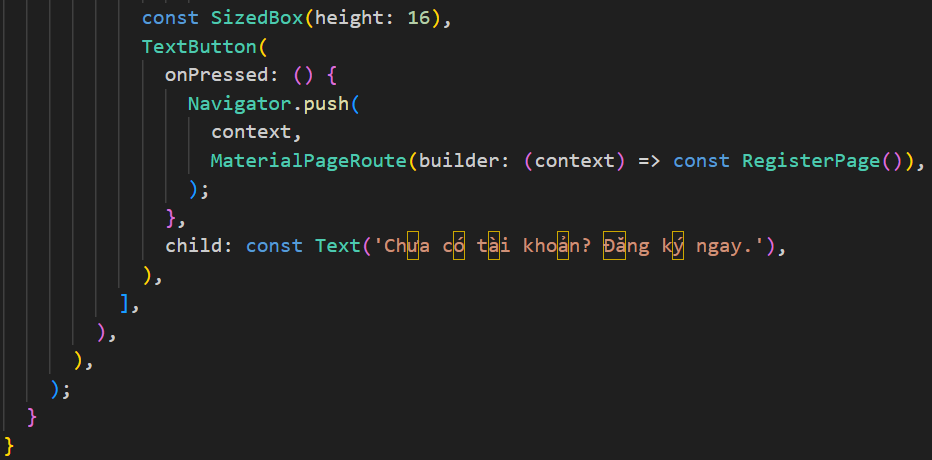 const SizedBox(height: 16),
TextButton(
onPressed: () {
Navigator.push(
context,
MaterialPageRoute(builder: (context) => const RegisterPage()),
);
},
child: const Text('Chưa có tài khoản? Đăng ký ngay.'),
),
],
),
),
);
}
}